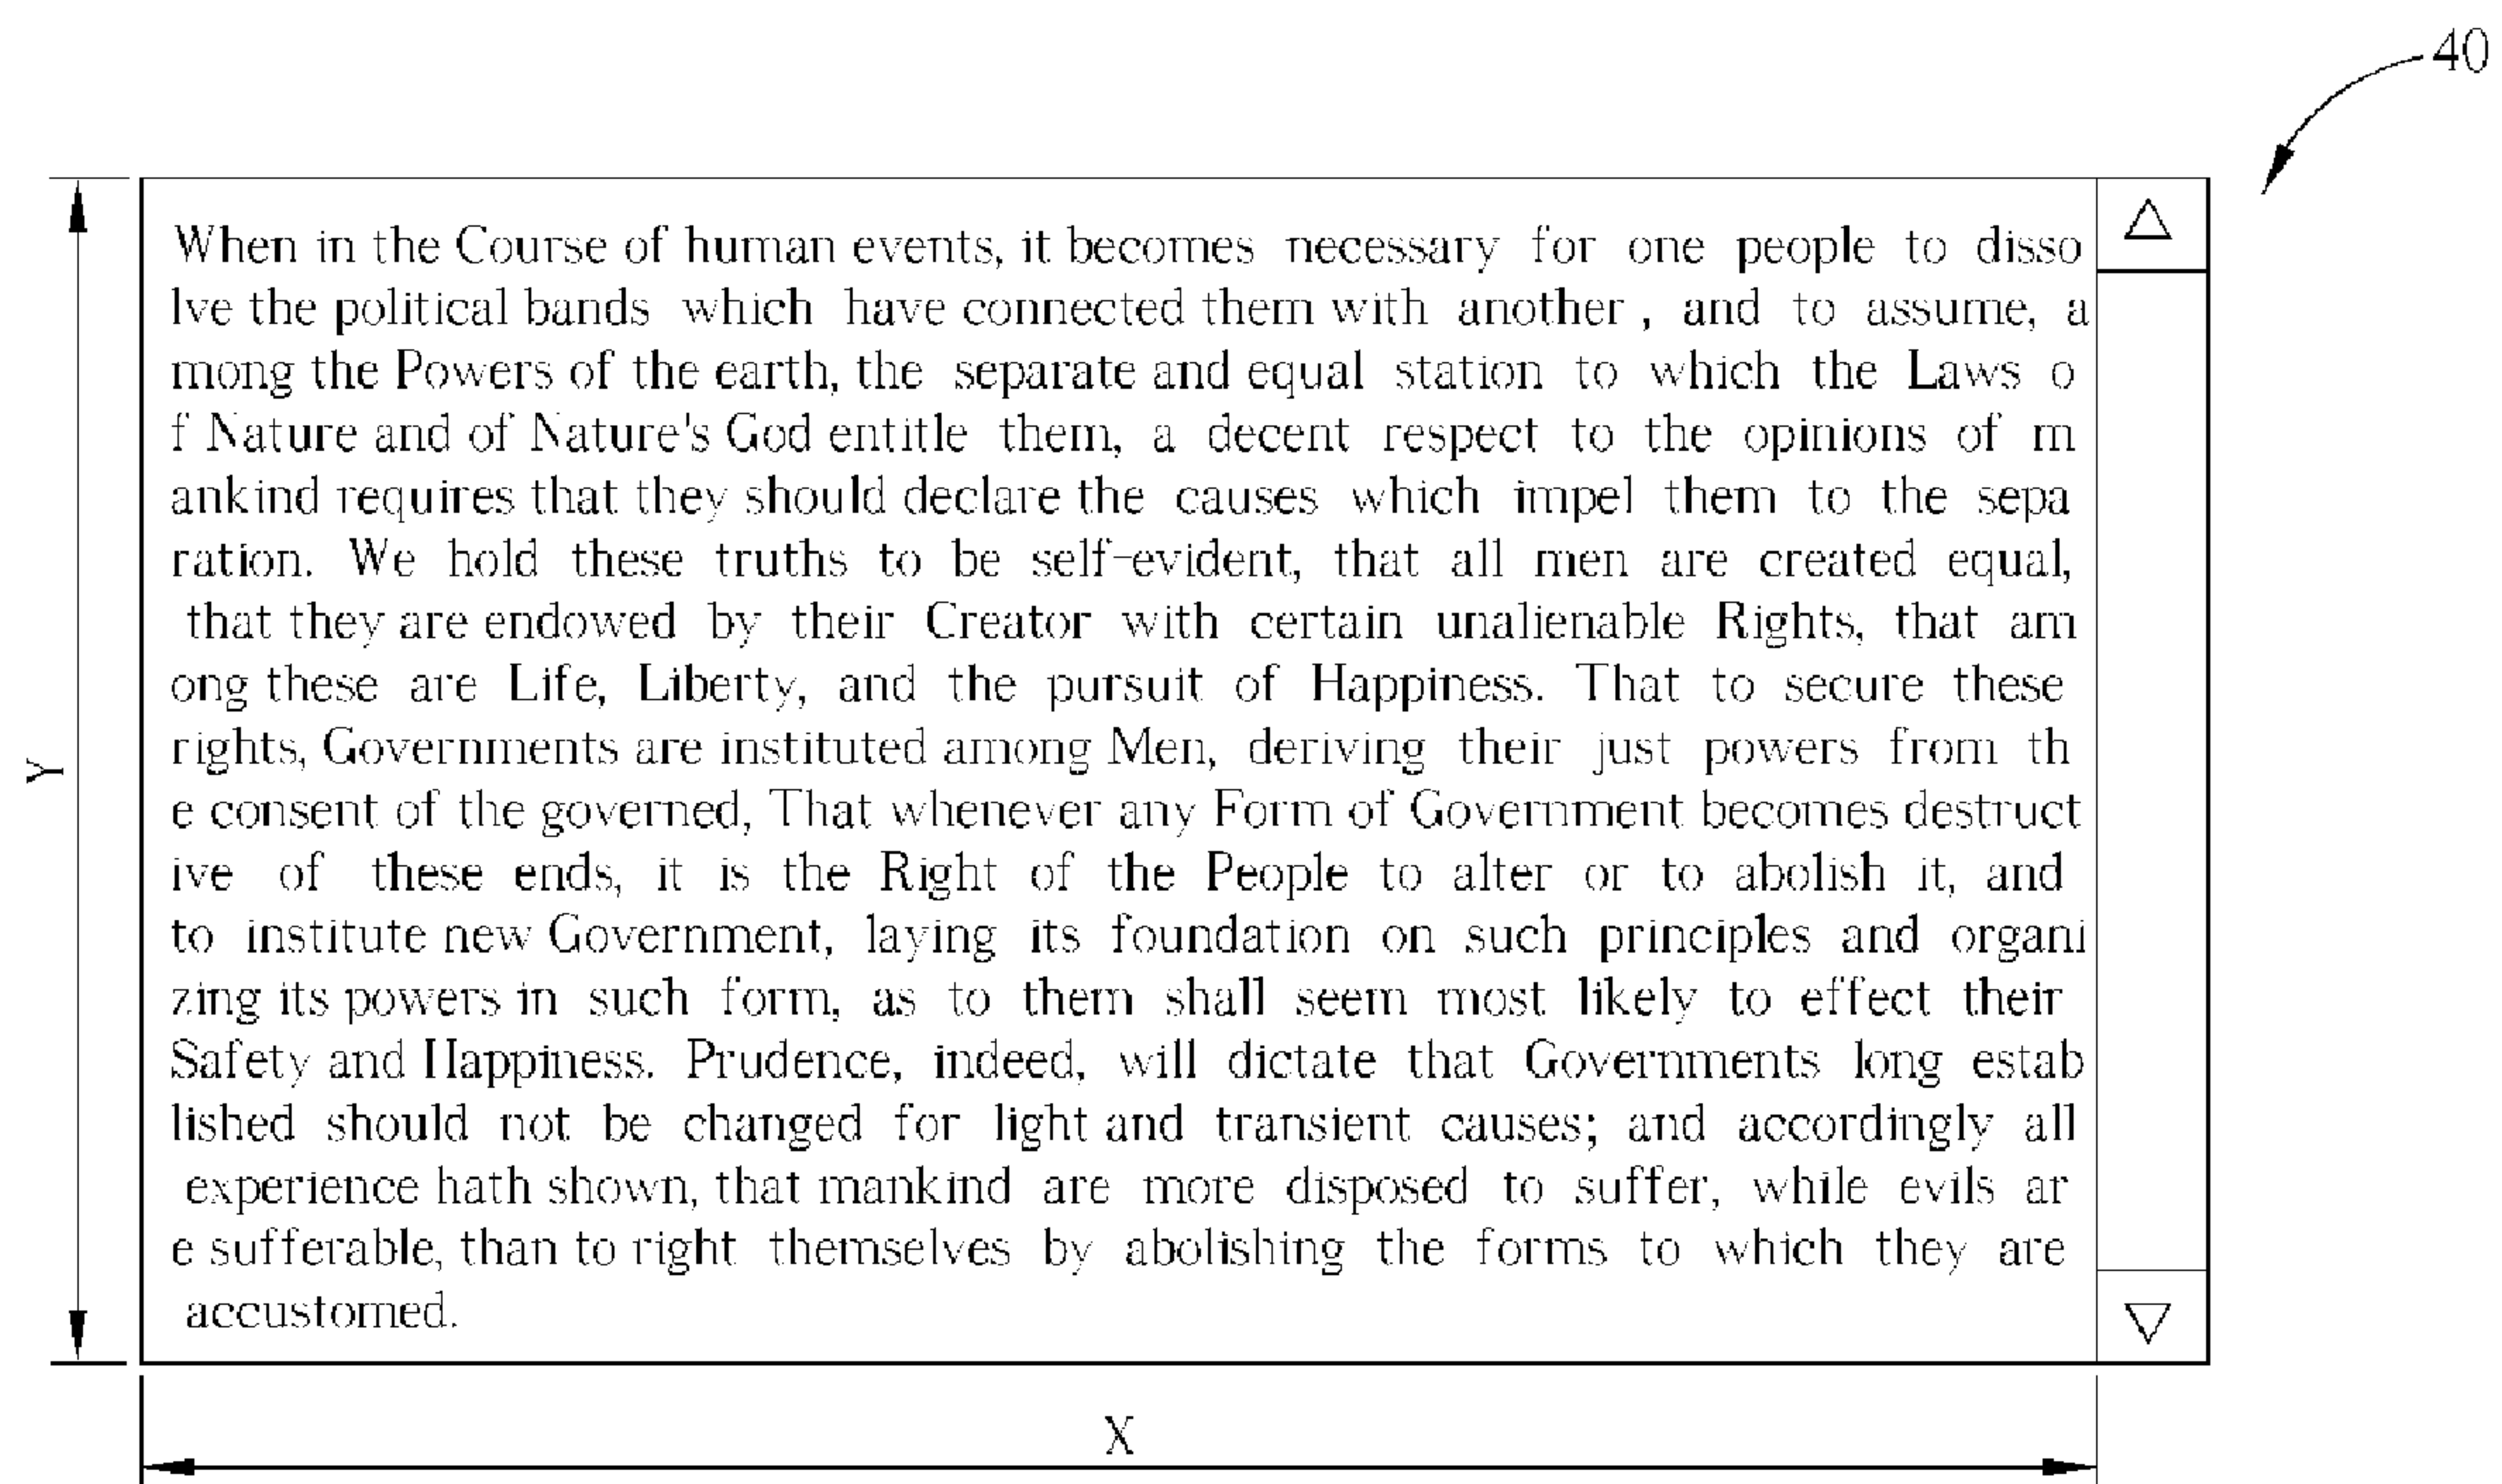 40
When in the Course of human events, it becomes necessary for one people to disso
lve the political bands which have connected them with another , and to assume, a
mong the Powers of the earth, the separate and equal station to which the Laws o
f Nature and of Nature's God entitle them, a decent respect to the opinions of m
ankind requires that they should declare the causes which impel them to the sepa
ration. We hold these truths to be self-evident, that all men are created equal,
that they are endowed by their Creator with certain unalienable Rights, that am
ong these are Life, Liberty, and the pursuit of Happiness. That to secure these
rights, Governments are instituted among Men, deriving their just powers from th
e consent of the governed, That whenever any Form of Government becomes destruct
ive of these ends, it is the Right of the People to alter or to abolish it, and
to institute new Government, laying its foundation on such principles and organi
zing its powers in such form, as to them shall seem most likely to effect their
Safety and Happiness. Prudence, indeed, will dictate that Governments long estab
lished should not be changed for light and transient causes; and accordingly all
experience hath shown, that mankind are more disposed to suffer, while evils ar
e sufferable, than to right themselves by abolishing the forms to which they are
accustomed.
Y
X